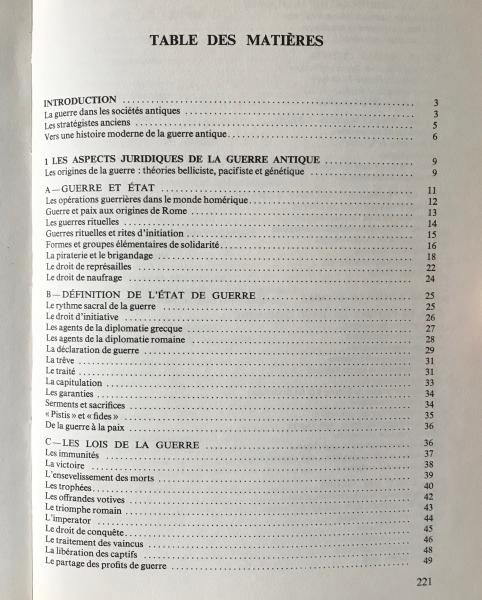 TABLE DES MATIÈRES
INTRODUCTION ........ 3
La guerre dans les sociétés antiques ........ 3
Les stratégistes anciens ........ 5
Vers une histoire moderne de la guerre antique ........ 6
1 LES ASPECTS JURIDIQUES DE LA GUERRE ANTIQUE ........ 9
Les origines de la guerre : théories belliciste, pacifiste et génétique ........ 9
A — GUERRE ET ÉTAT ........ 11
Les opérations guerrières dans le monde homérique ........ 12
Guerre et paix aux origines de Rome ........ 13
Les guerres rituelles ........ 14
Guerres rituelles et rites d'initiation ........ 15
Formes et groupes élémentaires de solidarité ........ 16
La piraterie et le brigandage ........ 18
Le droit de représailles ........ 22
Le droit de naufrage ........ 24
B — DÉFINITION DE L'ÉTAT DE GUERRE ........ 25
Le rythme sacral de la guerre ........ 25
Le droit d'initiative ........ 26
Les agents de la diplomatie grecque ........ 27
Les agents de la diplomatie romaine ........ 28
La déclaration de guerre ........ 29
La trêve ........ 31
Le traité ........ 31
La capitulation ........ 33
Les garanties ........ 34
Serments et sacrifices ........ 34
« Pistis » et « fides » ........ 35
De la guerre à la paix ........ 36
C — LES LOIS DE LA GUERRE ........ 36
Les immunités ........ 37
La victoire ........ 38
L'ensevelissement des morts ........ 39
Les trophées ........ 40
Les offrandes votives ........ 42
Le triomphe romain ........ 43
L'imperator ........ 44
Le droit de conquête ........ 45
Le traitement des vaincus ........ 46
La libération des captifs ........ 48
Le partage des profits de guerre ........ 49
221